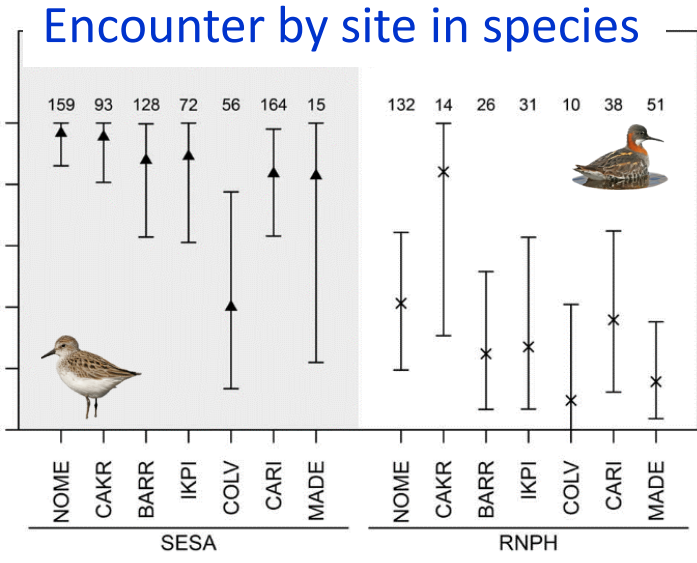 Encounter by site in species
159 93 128 72 56 164 15 132 14 26 31 10 38 51
NOME CAKR BARR IKPI COLV CARI MADE NOME CAKR BARR IKPI COLV CARI MADE
SESA RNPH